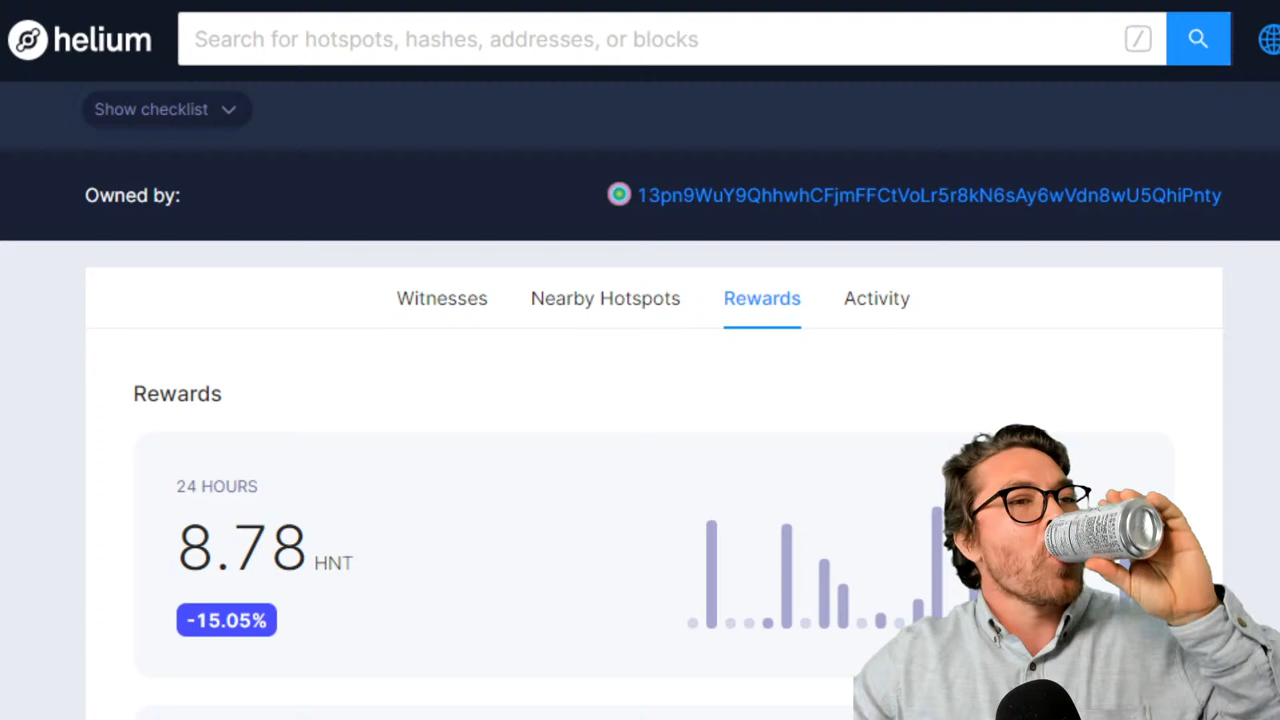 helium
Search for hotspots, hashes, addresses, or blocks
/
Show checklist
Owned by:
13pn9WuY9QhhwhCFjmFFCtVoLr5r8kN6sAy6wVdn8wU5QhiPnty
Witnesses
Nearby Hotspots
Rewards
Activity
Rewards
24 HOURS
8.78 HNT
-15.05%